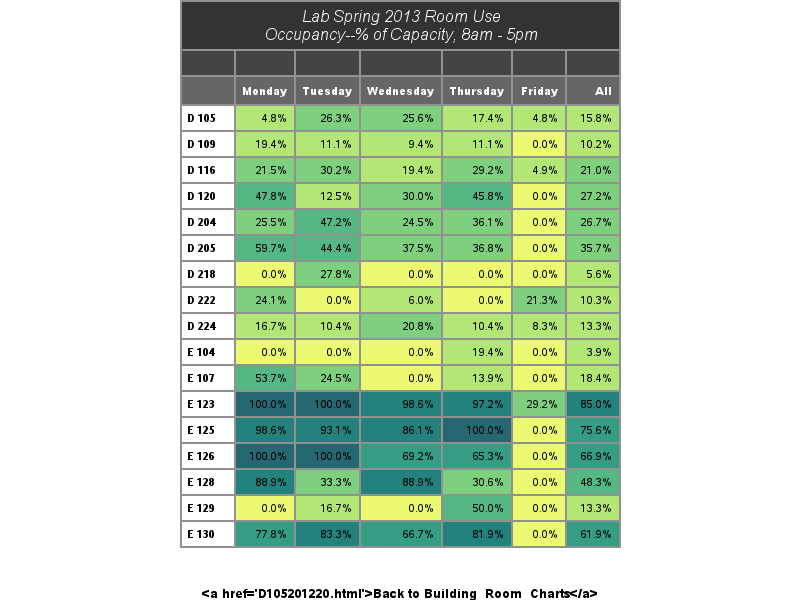 Lab Spring 2013 Room Use
Occupancy--% of Capacity, 8am - 5pm
Monday Tuesday Wednesday Thursday Friday All
D 105 4.8% 26.3% 25.6% 17.4% 4.8% 15.8%
D 109 19.4% 11.1% 9.4% 11.1% 0.0% 10.2%
D 116 21.5% 30.2% 19.4% 29.2% 4.9% 21.0%
D 120 47.8% 12.5% 30.0% 45.8% 0.0% 27.2%
D 204 25.5% 47.2% 24.5% 36.1% 0.0% 26.7%
D 205 59.7% 44.4% 37.5% 36.8% 0.0% 35.7%
D 218 0.0% 27.8% 0.0% 0.0% 0.0% 5.6%
D 222 24.1% 0.0% 6.0% 0.0% 21.3% 10.3%
D 224 16.7% 10.4% 20.8% 10.4% 8.3% 13.3%
E 104 0.0% 0.0% 0.0% 19.4% 0.0% 3.9%
E 107 53.7% 24.5% 0.0% 13.9% 0.0% 18.4%
E 123 100.0% 100.0% 98.6% 97.2% 29.2% 85.0%
E 125 98.6% 93.1% 86.1% 100.0% 0.0% 75.6%
E 126 100.0% 100.0% 69.2% 65.3% 0.0% 66.9%
E 128 88.9% 33.3% 88.9% 30.6% 0.0% 48.3%
E 129 0.0% 16.7% 0.0% 50.0% 0.0% 13.3%
E 130 77.8% 83.3% 66.7% 81.9% 0.0% 61.9%
<a href='D105201220.html'>Back to Building_Room_Charts</a>